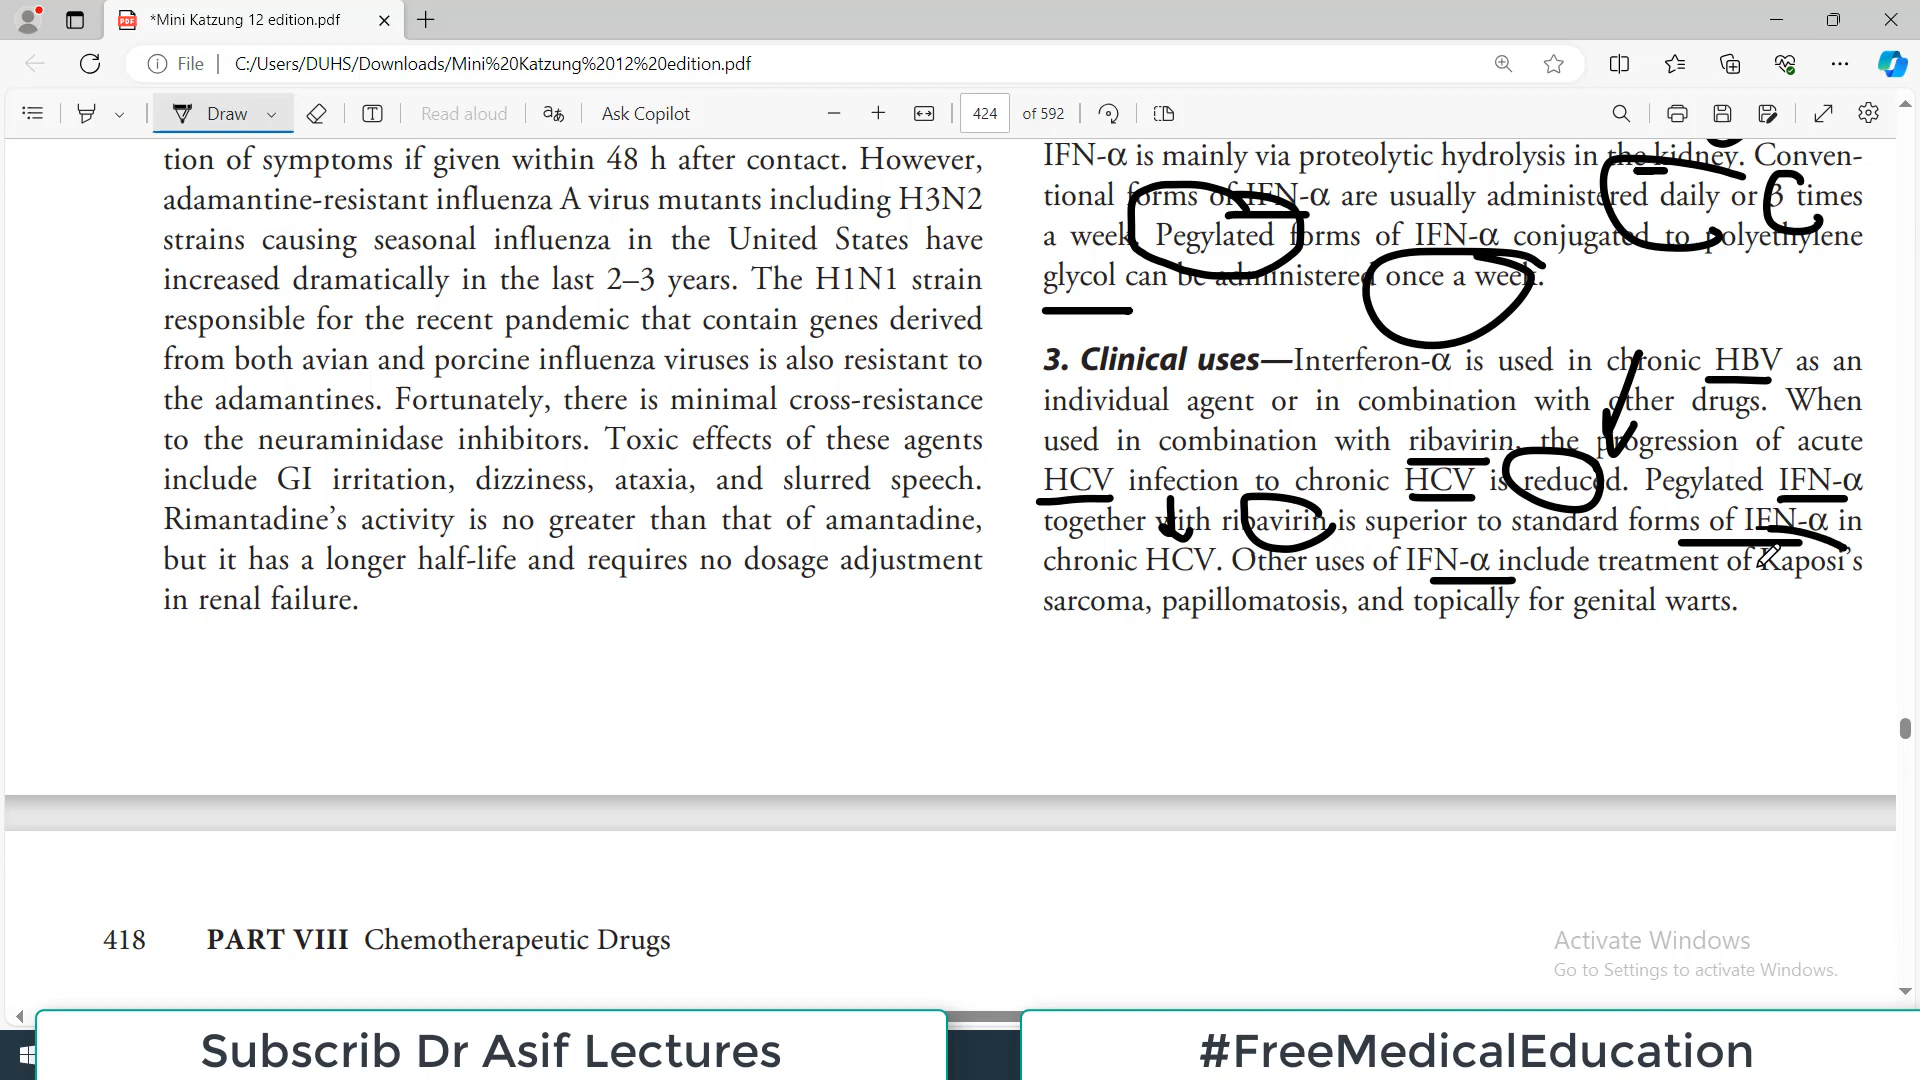 *Mini Katzung 12 edition.pdf
File
C:/Users/DUHS/Downloads/Mini%20Katzung%2012%20edition.pdf
Draw
Read aloud
aあ
Ask Copilot
424
of 592
tion of symptoms if given within 48 h after contact. However,
adamantine-resistant influenza A virus mutants including H3N2
strains causing seasonal influenza in the United States have
increased dramatically in the last 2–3 years. The H1N1 strain
responsible for the recent pandemic that contain genes derived
from both avian and porcine influenza viruses is also resistant to
the adamantines. Fortunately, there is minimal cross-resistance
to the neuraminidase inhibitors. Toxic effects of these agents
include GI irritation, dizziness, ataxia, and slurred speech.
Rimantadine's activity is no greater than that of amantadine,
but it has a longer half-life and requires no dosage adjustment
in renal failure.
IFN-α is mainly via proteolytic hydrolysis in the kidney. Conven-
tional forms of IFN-α are usually administered daily or 3 times
a week. Pegylated forms of IFN-α conjugated to polyethylene
glycol can be administered once a week.
3. Clinical uses—Interferon-α is used in chronic HBV as an
individual agent or in combination with other drugs. When
used in combination with ribavirin, the progression of acute
HCV infection to chronic HCV is reduced. Pegylated IFN-α
together with ribavirin is superior to standard forms of IFN-α in
chronic HCV. Other uses of IFN-α include treatment of Kaposi's
sarcoma, papillomatosis, and topically for genital warts.
418 PART VIII Chemotherapeutic Drugs
Activate Windows
Go to Settings to activate Windows.
Subscrib Dr Asif Lectures
#FreeMedicalEducation